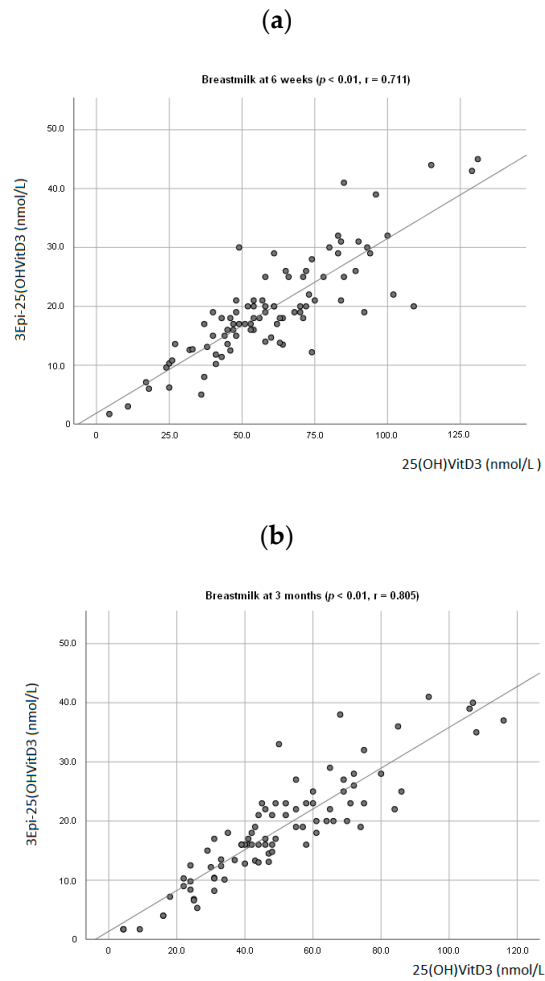 (a)
Breastmilk at 6 weeks (p < 0.01, r = 0.711)
3Epi-25(OHVitD3 (nmol/L)
50.0
40.0
30.0
20.0
10.0
0
0 25.0 50.0 75.0 100.0 125.0
25(OH)VitD3 (nmol/L )
(b)
Breastmilk at 3 months (p < 0.01, r = 0.805)
3Epi-25(OHVitD3 (nmol/L)
50.0
40.0
30.0
20.0
10.0
0
0 20.0 40.0 60.0 80.0 100.0 120.0
25(OH)VitD3 (nmol/L